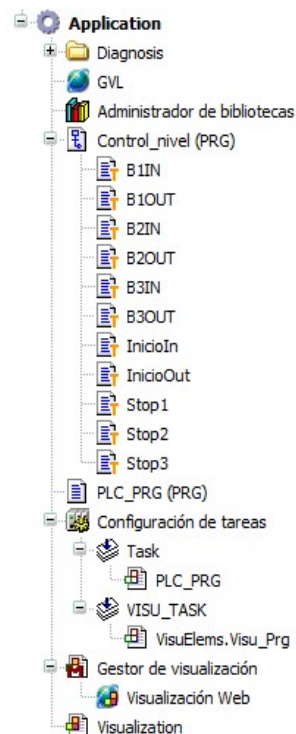 Application
Diagnosis
GVL
Administrador de bibliotecas
Control_nivel (PRG)
B1IN
B1OUT
B2IN
B2OUT
B3IN
B3OUT
InicioIn
InicioOut
Stop1
Stop2
Stop3
PLC_PRG (PRG)
Configuración de tareas
Task
PLC_PRG
VISU_TASK
VisuElems.Visu_Prg
Gestor de visualización
Visualización Web
Visualization